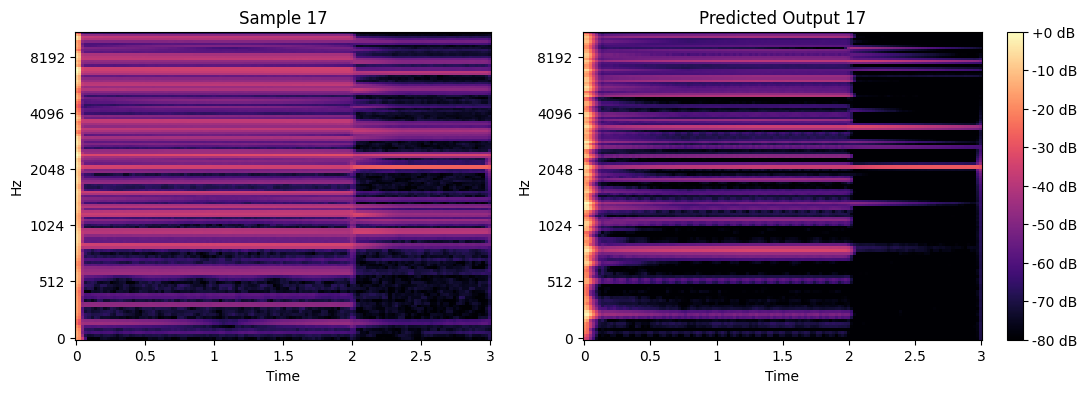 Sample 17
Predicted Output 17
8192
4096
2048
1024
512
0
Hz
0
0.5
1
1.5
2
2.5
3
Time
8192
4096
2048
1024
512
0
Hz
0
0.5
1
1.5
2
2.5
3
Time
+0 dB
-10 dB
-20 dB
-30 dB
-40 dB
-50 dB
-60 dB
-70 dB
-80 dB